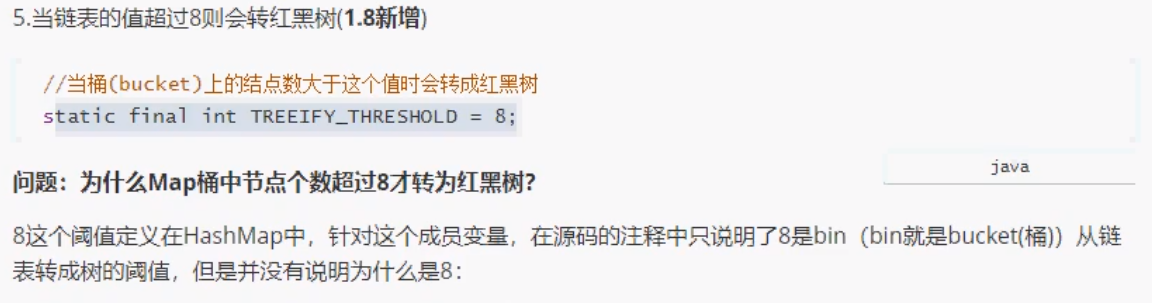 5.当链表的值超过8则会转红黑树(1.8新增)
//当桶(bucket)上的结点数大于这个值时会转成红黑树
static final int TREEIFY_THRESHOLD = 8;
问题：为什么Map桶中节点个数超过8才转为红黑树?
java
8这个阈值定义在HashMap中，针对这个成员变量，在源码的注释中只说明了8是bin（bin就是bucket(桶)）从链
表转成树的阈值，但是并没有说明为什么是8：